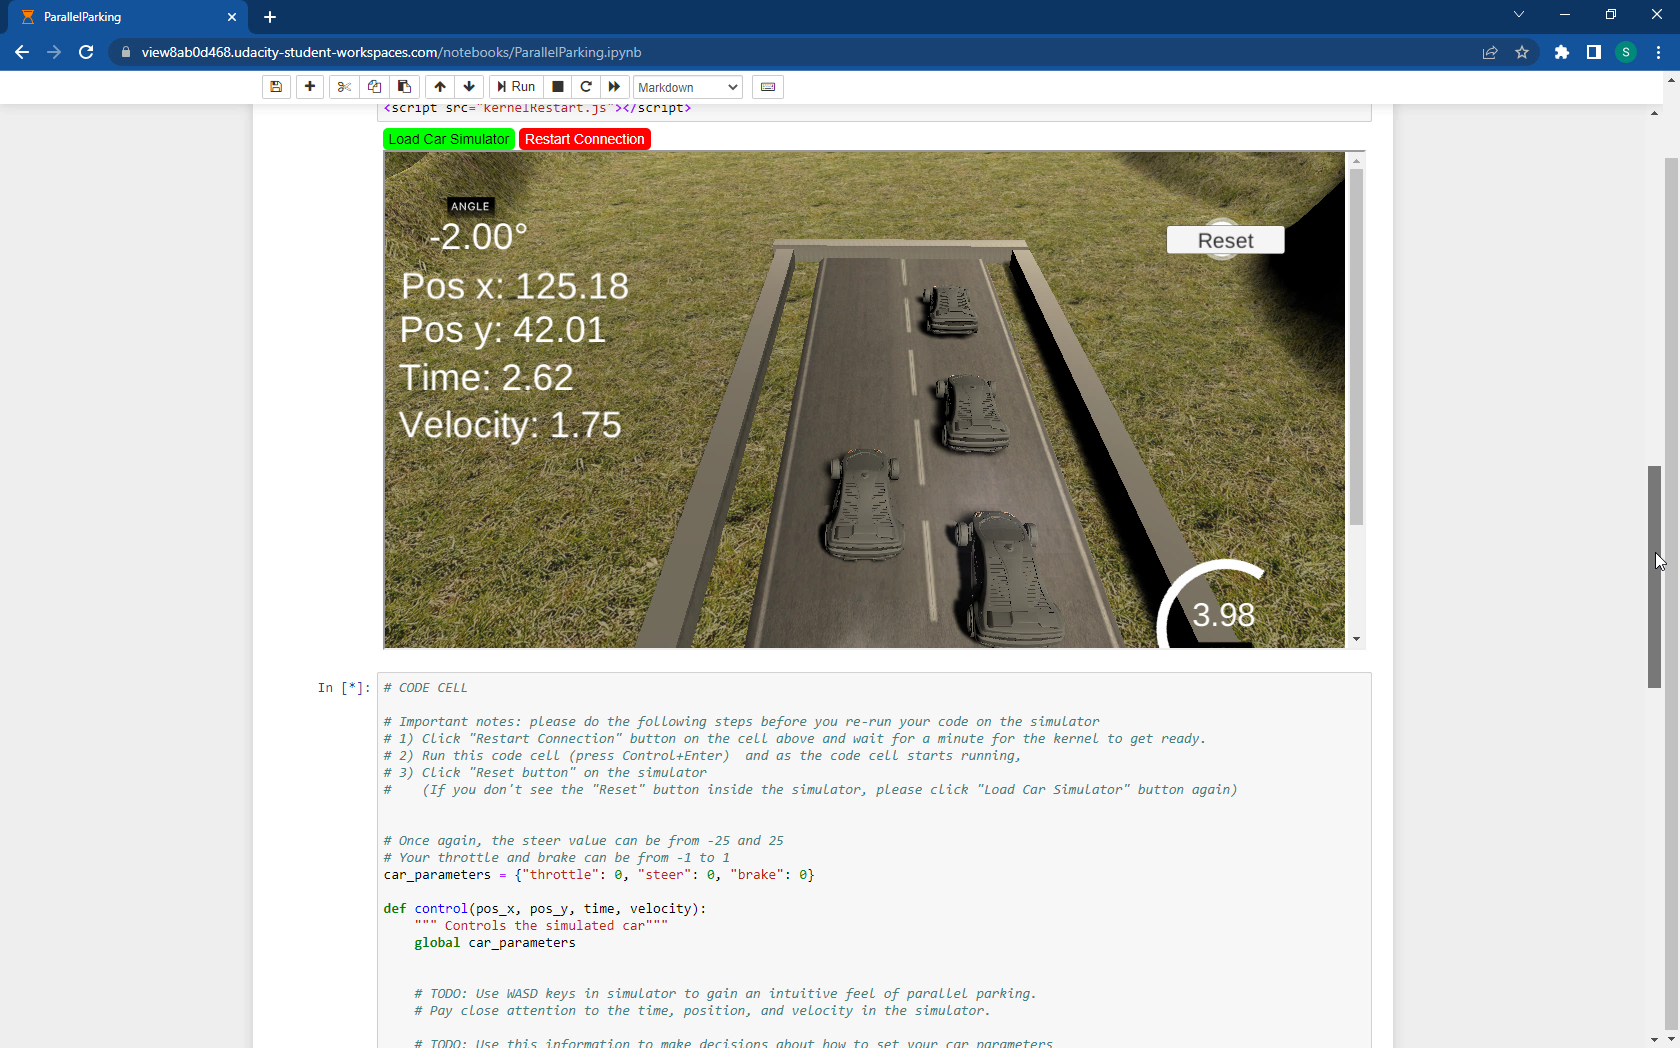 ParallelParking
view8ab0d468.udacity-student-workspaces.com/notebooks/ParallelParking.ipynb
S
Run
Markdown
<script src="kernelRestart.js"></script>
Load Car Simulator Restart Connection
ANGLE
-2.00°
Reset
Pos x: 125.18
Pos y: 42.01
Time: 2.62
Velocity: 1.75
3.98
In [*]:
# CODE CELL
# Important notes: please do the following steps before you re-run your code on the simulator
# 1) Click "Restart Connection" button on the cell above and wait for a minute for the kernel to get ready.
# 2) Run this code cell (press Control+Enter)  and as the code cell starts running,
# 3) Click "Reset button" on the simulator
#    (If you don't see the "Reset" button inside the simulator, please click "Load Car Simulator" button again)
# Once again, the steer value can be from -25 and 25
# Your throttle and brake can be from -1 to 1
car_parameters = {"throttle": 0, "steer": 0, "brake": 0}
def control(pos_x, pos_y, time, velocity):
""" Controls the simulated car"""
global car_parameters
# TODO: Use WASD keys in simulator to gain an intuitive feel of parallel parking.
# Pay close attention to the time, position, and velocity in the simulator.
# TODO: Use this information to make decisions about how to set your car parameters